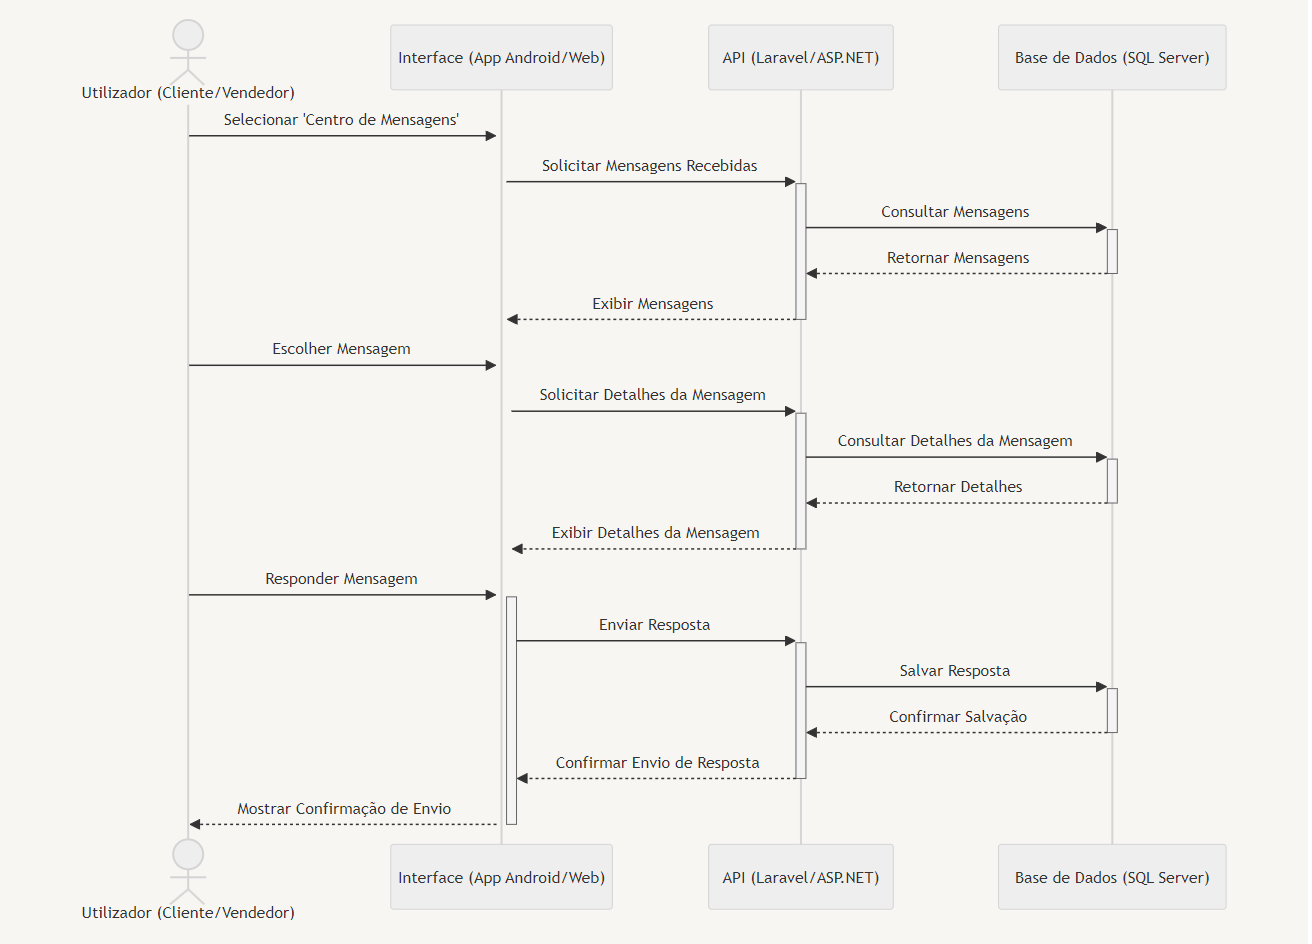 Interface (App Android/Web)
API (Laravel/ASP.NET)
Base de Dados (SQL Server)
Utilizador (Cliente/Vendedor)
Selecionar 'Centro de Mensagens'
Solicitar Mensagens Recebidas
Consultar Mensagens
Retornar Mensagens
Exibir Mensagens
Escolher Mensagem
Solicitar Detalhes da Mensagem
Consultar Detalhes da Mensagem
Retornar Detalhes
Exibir Detalhes da Mensagem
Responder Mensagem
Enviar Resposta
Salvar Resposta
Confirmar Salvação
Confirmar Envio de Resposta
Mostrar Confirmação de Envio
Interface (App Android/Web)
API (Laravel/ASP.NET)
Base de Dados (SQL Server)
Utilizador (Cliente/Vendedor)